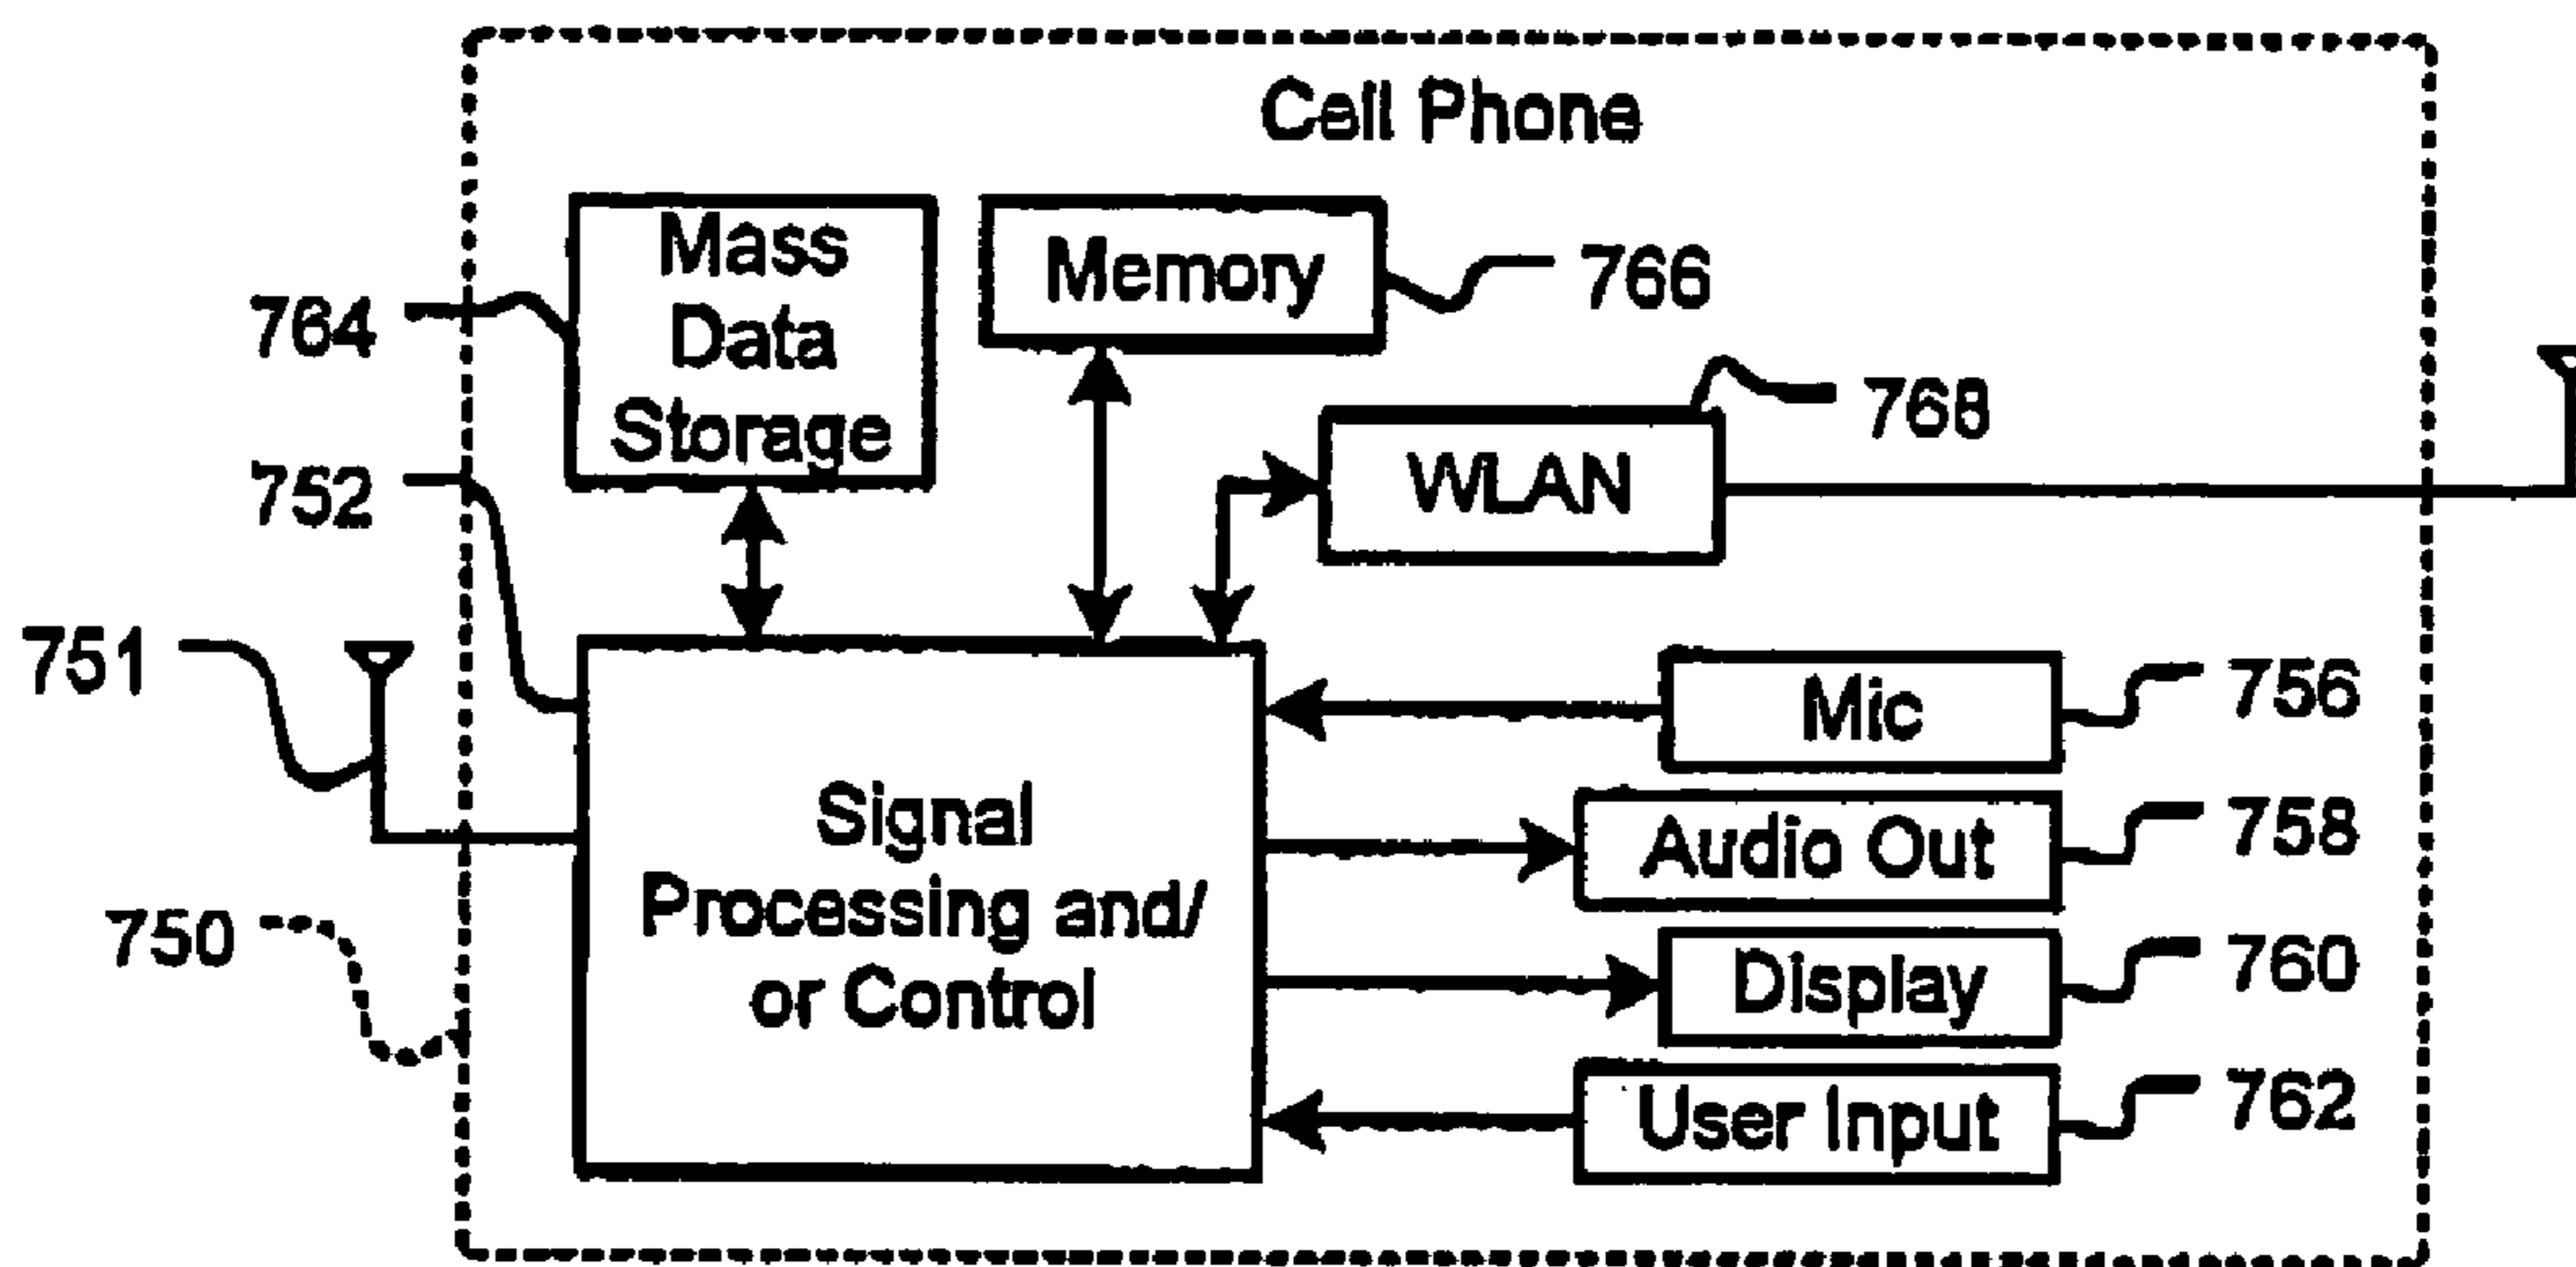 Cell Phone
Mass
Data
Storage
Memory
766
764
768
WLAN
752
751
Mic
756
Signal
Processing and/
or Control
Audio Out
758
750
Display
760
User Input
762